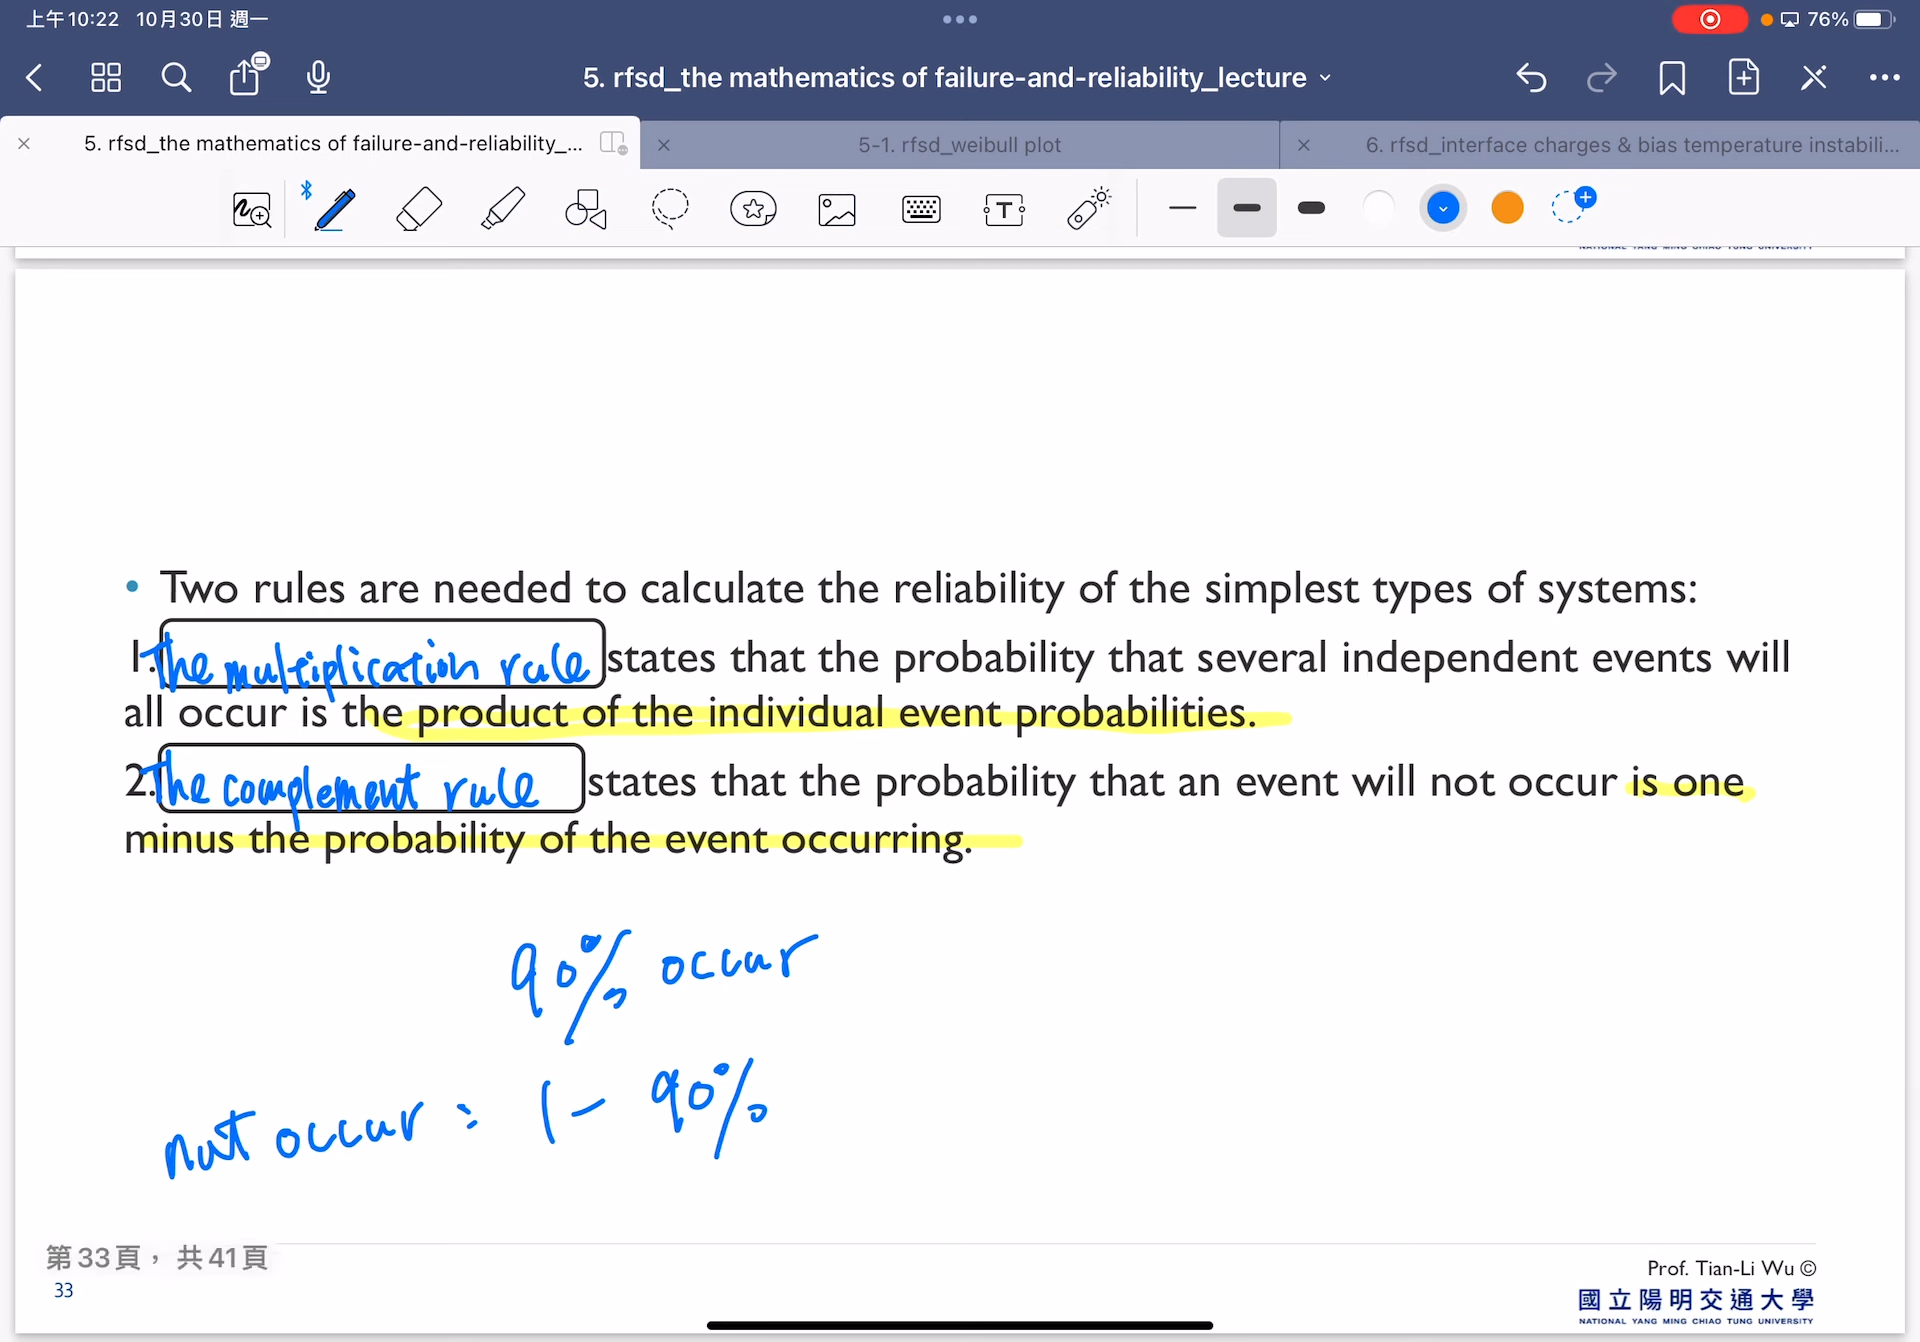 上午10:22 10月30日 週一
76%
5. rfsd_the mathematics of failure-and-reliability_lecture
5. rfsd_the mathematics of failure-and-reliability_...
5-1. rfsd_weibull plot
6. rfsd_interface charges & bias temperature instabili...
NATIONAL YANG MING CHIAO TUNG UNIVERSITY
• Two rules are needed to calculate the reliability of the simplest types of systems:
1. The multiplication rule states that the probability that several independent events will
all occur is the product of the individual event probabilities.
2. The complement rule states that the probability that an event will not occur is one
minus the probability of the event occurring.
90% occur
not occur = 1 - 90%
第33頁，共41頁
33
Prof. Tian-Li Wu ©
國立陽明交通大學
NATIONAL YANG MING CHIAO TUNG UNIVERSITY